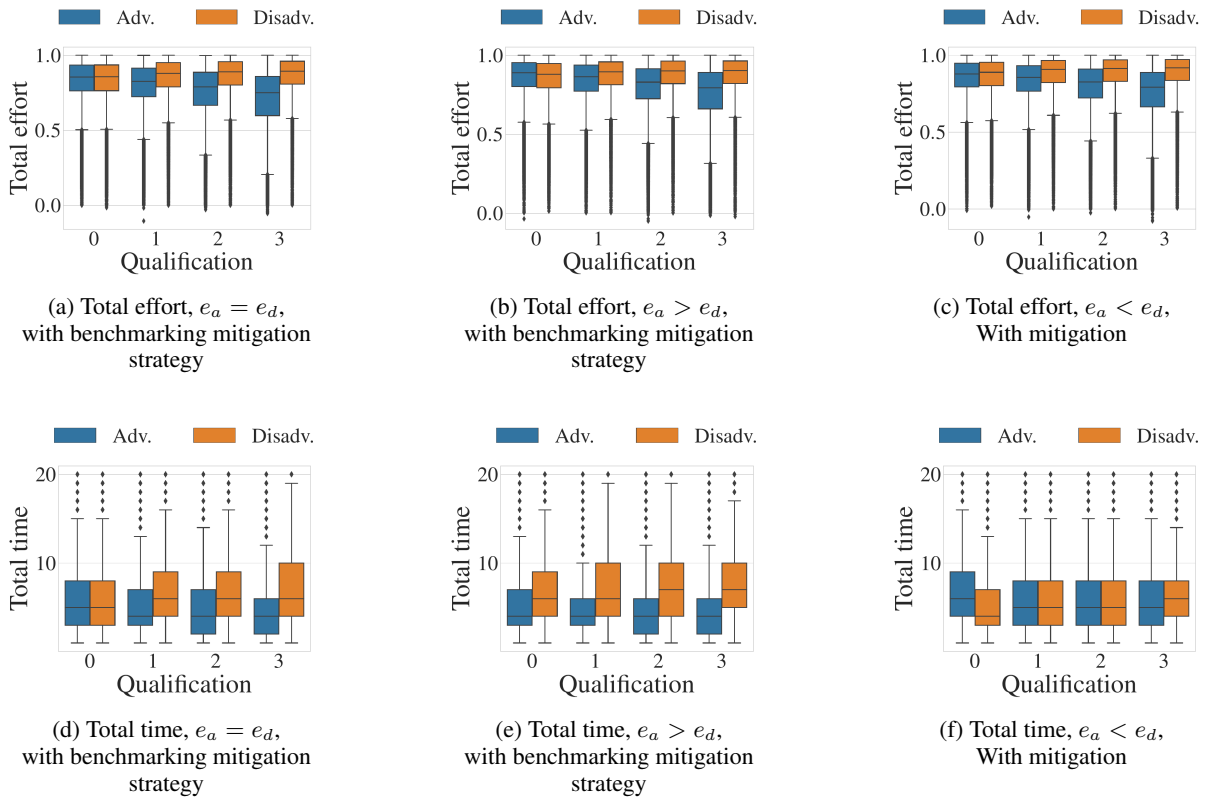 Adv. Disadv.
1.0
0.5
0.0
Total effort
0 1 2 3
Qualification
(a) Total effort, e_a = e_d,
with benchmarking mitigation
strategy
Adv. Disadv.
1.0
0.5
0.0
Total effort
0 1 2 3
Qualification
(b) Total effort, e_a > e_d,
with benchmarking mitigation
strategy
Adv. Disadv.
1.0
0.5
0.0
Total effort
0 1 2 3
Qualification
(c) Total effort, e_a < e_d,
With mitigation
Adv. Disadv.
20
10
Total time
0 1 2 3
Qualification
(d) Total time, e_a = e_d,
with benchmarking mitigation
strategy
Adv. Disadv.
20
10
Total time
0 1 2 3
Qualification
(e) Total time, e_a > e_d,
with benchmarking mitigation
strategy
Adv. Disadv.
20
10
Total time
0 1 2 3
Qualification
(f) Total time, e_a < e_d,
With mitigation